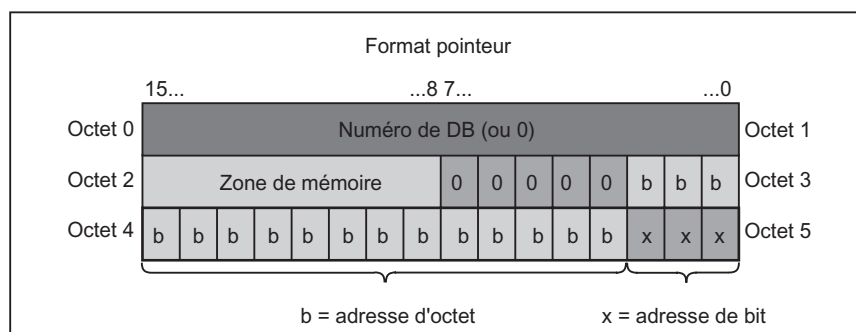 Format pointeur
15... ...8 7... ...0
Octet 0 Numéro de DB (ou 0) Octet 1
Octet 2 Zone de mémoire 0 0 0 0 0 b b b Octet 3
Octet 4 b b b b b b b b b b b b b x x x Octet 5
b = adresse d'octet x = adresse de bit